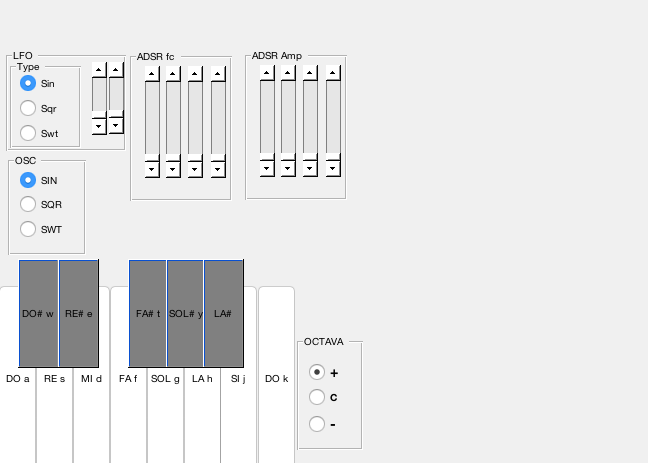 LFO
Type
Sin
Sqr
Swt
ADSR fc
ADSR Amp
OSC
SIN
SQR
SWT
DO# w RE# e FA# t SOL# y LA#
DO a RE s MI d FA f SOL g LA h SI j DO k
OCTAVA
+
C
-